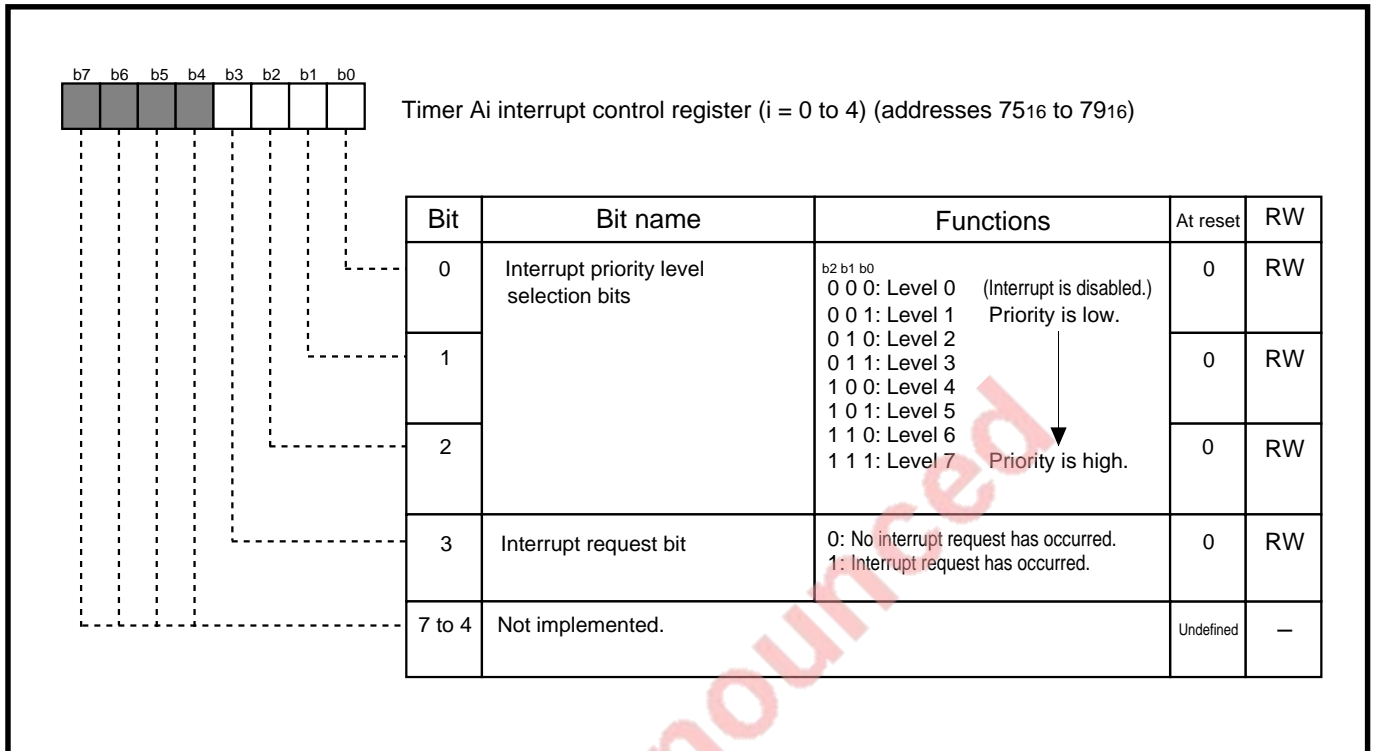 b7 b6 b5 b4 b3 b2 b1 b0
Timer Ai interrupt control register (i = 0 to 4) (addresses 7516 to 7916)
Bit Bit name Functions At reset RW
0 Interrupt priority level selection bits 0 RW
b2 b1 b0
0 0 0: Level 0 (Interrupt is disabled.)
0 0 1: Level 1 Priority is low.
0 1 0: Level 2
0 1 1: Level 3
1 0 0: Level 4
1 0 1: Level 5
1 1 0: Level 6
1 1 1: Level 7 Priority is high.
1 0 RW
2 0 RW
3 Interrupt request bit 0: No interrupt request has occurred. 0 RW
1: Interrupt request has occurred.
7 to 4 Not implemented. Undefined –
nounced